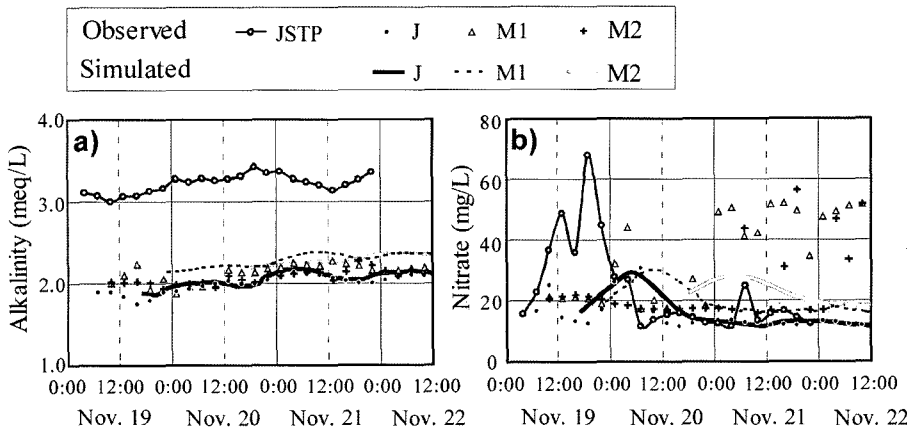 Observed JSTP J M1 M2
Simulated J M1 M2
a)
Alkalinity (meq/L)
4.0
3.0
2.0
1.0
0:00 12:00 0:00 12:00 0:00 12:00 0:00 12:00
Nov. 19 Nov. 20 Nov. 21 Nov. 22
b)
Nitrate (mg/L)
80
60
40
20
0
0:00 12:00 0:00 12:00 0:00 12:00 0:00 12:00
Nov. 19 Nov. 20 Nov. 21 Nov. 22